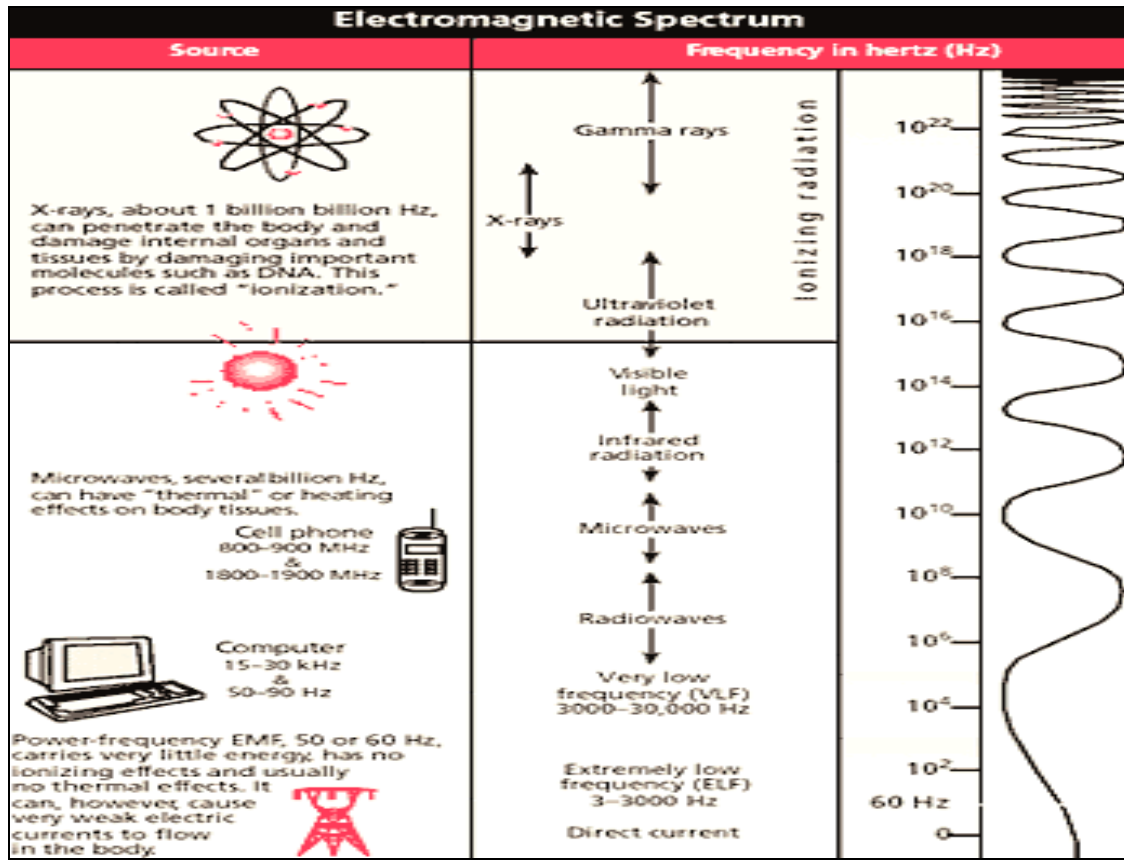 Electromagnetic Spectrum
Source
Frequency in hertz (Hz)
X-rays, about 1 billion billion Hz,
can penetrate the body and
damage internal organs and
tissues by damaging important
molecules such as DNA. This
process is called "ionization."
Microwaves, several billion Hz,
can have "thermal" or heating
effects on body tissues.
Cell phone
800–900 MHz
&
1800–1900 MHz
Computer
15–30 kHz
&
50–90 Hz
Power-frequency EMF, 50 or 60 Hz,
carries very little energy, has no
ionizing effects and usually
no thermal effects. It
can, however, cause
very weak electric
currents to flow
in the body.
Gamma rays
X-rays
Ultraviolet
radiation
Ionizing radiation
Visible
light
Infrared
radiation
Microwaves
Radiowaves
Very low
frequency (VLF)
3000–30,000 Hz
Extremely low
frequency (ELF)
3–3000 Hz
Direct current
10²²
10²⁰
10¹⁸
10¹⁶
10¹⁴
10¹²
10¹⁰
10⁸
10⁶
10⁴
10²
60 Hz
0